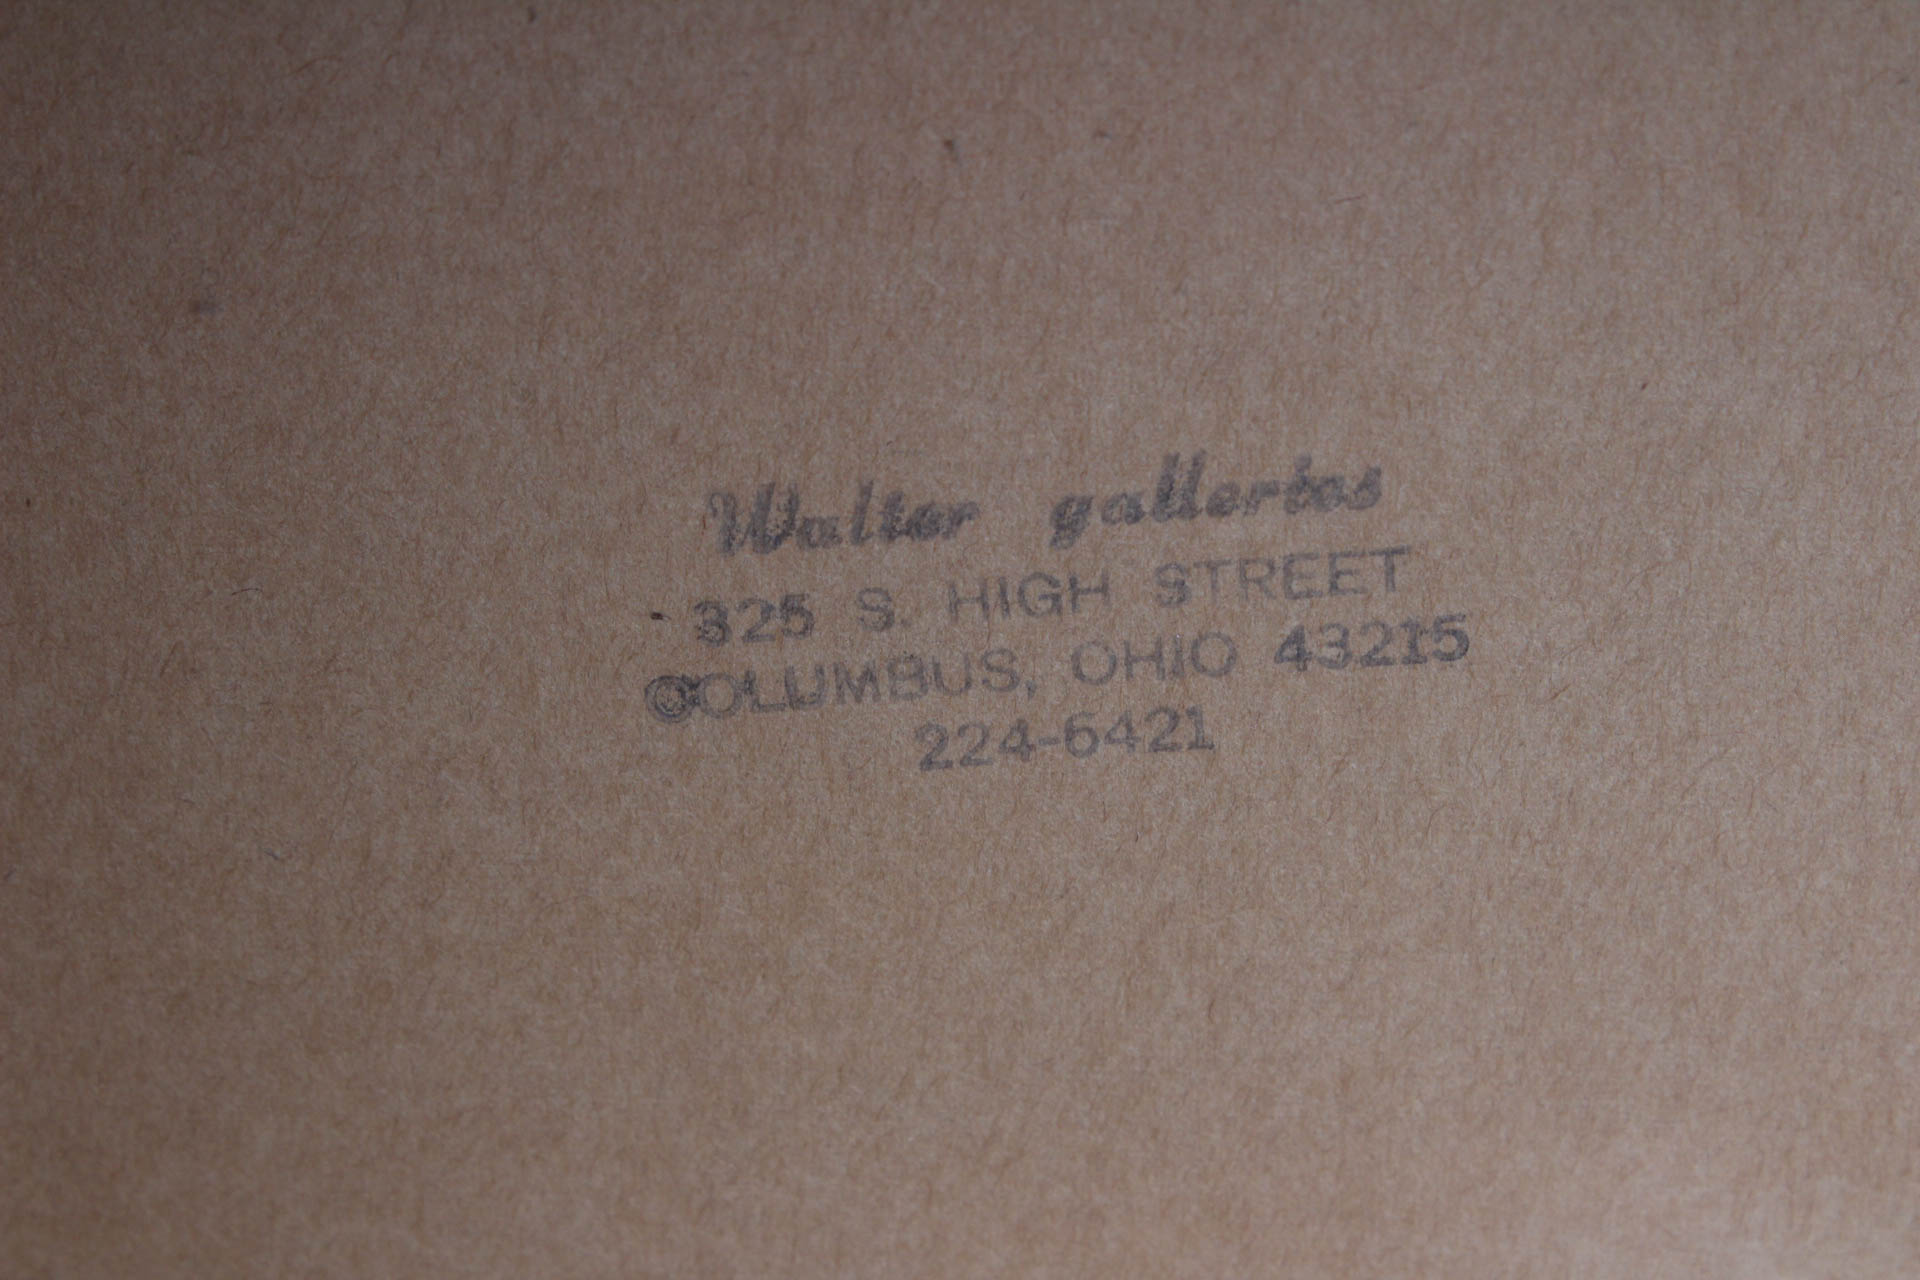 Walter galleries
325 S. HIGH STREET
COLUMBUS, OHIO 43215
224-6421